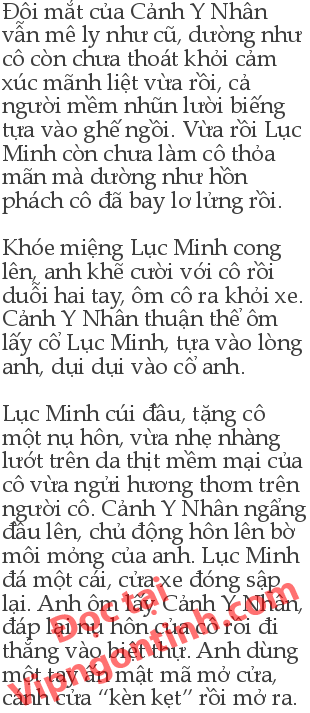 Đôi mắt của Cảnh Y Nhân
vẫn mê ly như cũ, dường như
cô còn chưa thoát khỏi cảm
xúc mãnh liệt vừa rồi, cả
người mềm nhũn lười biếng
tựa vào ghế ngồi. Vừa rồi Lục
Minh còn chưa làm cô thỏa
mãn mà dường như hồn
phách cô đã bay lơ lửng rồi.
Khóe miệng Lục Minh cong
lên, anh khẽ cười với cô rồi
duỗi hai tay, ôm cô ra khỏi xe.
Cảnh Y Nhân thuận thể ôm
lấy cổ Lục Minh, tựa vào lòng
anh, dụi dụi vào cổ anh.
Lục Minh cúi đầu, tặng cô
một nụ hôn, vừa nhẹ nhàng
lướt trên da thịt mềm mại của
cô vừa ngửi hương thơm trên
người cô. Cảnh Y Nhân ngẩng
đầu lên, chủ động hôn lên bờ
môi mỏng của anh. Lục Minh
đá một cái, cửa xe đóng sập
lại. Anh ôm lấy Cảnh Y Nhân,
đáp lại nụ hôn của cô rồi đi
thẳng vào biệt thự. Anh dùng
một tay ấn mật mã mở cửa,
cánh cửa “kèn kẹt” rồi mở ra.
Đọc tại
Vipngontinh.com